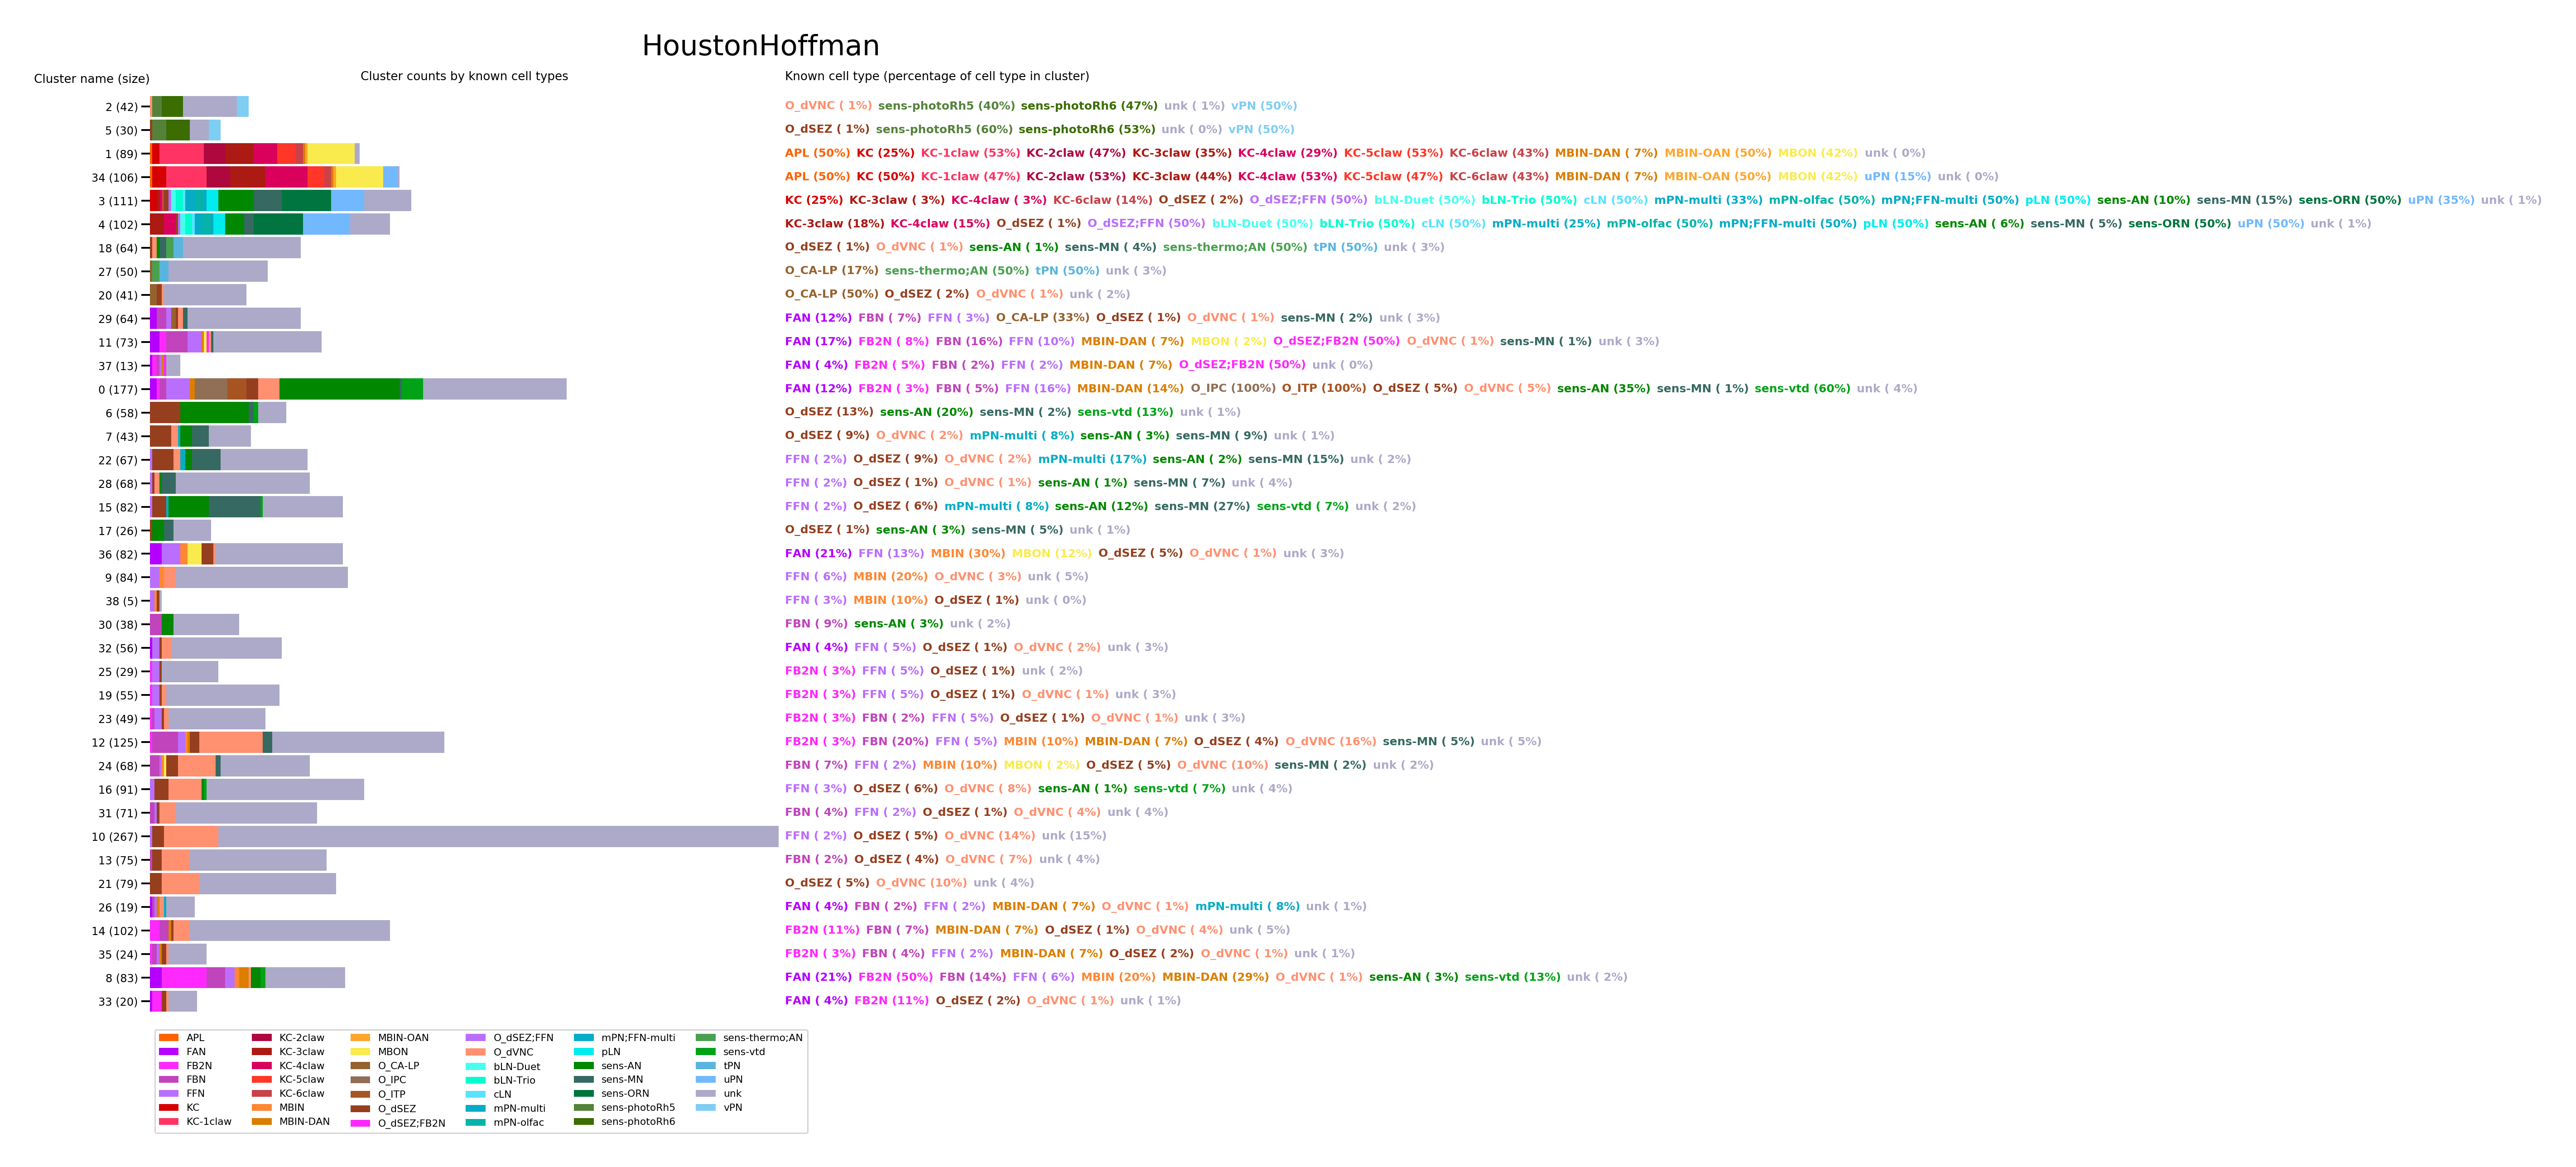 HoustonHoffman
Cluster name (size) Cluster counts by known cell types Known cell type (percentage of cell type in cluster)
2 (42) O_dVNC ( 1%) sens-photoRh5 (40%) sens-photoRh6 (47%) unk ( 1%) vPN (50%)
5 (30) O_dSEZ ( 1%) sens-photoRh5 (60%) sens-photoRh6 (53%) unk ( 0%) vPN (50%)
1 (89) APL (50%) KC (25%) KC-1claw (53%) KC-2claw (47%) KC-3claw (35%) KC-4claw (29%) KC-5claw (53%) KC-6claw (43%) MBIN-DAN ( 7%) MBIN-OAN (50%) MBON (42%) unk ( 0%)
34 (106) APL (50%) KC (50%) KC-1claw (47%) KC-2claw (53%) KC-3claw (44%) KC-4claw (53%) KC-5claw (47%) KC-6claw (43%) MBIN-DAN ( 7%) MBIN-OAN (50%) MBON (42%) uPN (15%) unk ( 0%)
3 (111) KC (25%) KC-3claw ( 3%) KC-4claw ( 3%) KC-6claw (14%) O_dSEZ ( 2%) O_dSEZ;FFN (50%) bLN-Duet (50%) bLN-Trio (50%) cLN (50%) mPN-multi (33%) mPN-olfac (50%) mPN;FFN-multi (50%) pLN (50%) sens-AN (10%) sens-MN (15%) sens-ORN (50%) uPN (35%) unk ( 1%)
4 (102) KC-3claw (18%) KC-4claw (15%) O_dSEZ ( 1%) O_dSEZ;FFN (50%) bLN-Duet (50%) bLN-Trio (50%) cLN (50%) mPN-multi (25%) mPN-olfac (50%) mPN;FFN-multi (50%) pLN (50%) sens-AN ( 6%) sens-MN ( 5%) sens-ORN (50%) uPN (50%) unk ( 1%)
18 (64) O_dSEZ ( 1%) O_dVNC ( 1%) sens-AN ( 1%) sens-MN ( 4%) sens-thermo;AN (50%) tPN (50%) unk ( 3%)
27 (50) O_CA-LP (17%) sens-thermo;AN (50%) tPN (50%) unk ( 3%)
20 (41) O_CA-LP (50%) O_dSEZ ( 2%) O_dVNC ( 1%) unk ( 2%)
29 (64) FAN (12%) FBN ( 7%) FFN ( 3%) O_CA-LP (33%) O_dSEZ ( 1%) O_dVNC ( 1%) sens-MN ( 2%) unk ( 3%)
11 (73) FAN (17%) FB2N ( 8%) FBN (16%) FFN (10%) MBIN-DAN ( 7%) MBON ( 2%) O_dSEZ;FB2N (50%) O_dVNC ( 1%) sens-MN ( 1%) unk ( 3%)
37 (13) FAN ( 4%) FB2N ( 5%) FBN ( 2%) FFN ( 2%) MBIN-DAN ( 7%) O_dSEZ;FB2N (50%) unk ( 0%)
0 (177) FAN (12%) FB2N ( 3%) FBN ( 5%) FFN (16%) MBIN-DAN (14%) O_IPC (100%) O_ITP (100%) O_dSEZ ( 5%) O_dVNC ( 5%) sens-AN (35%) sens-MN ( 1%) sens-vtd (60%) unk ( 4%)
6 (58) O_dSEZ (13%) sens-AN (20%) sens-MN ( 2%) sens-vtd (13%) unk ( 1%)
7 (43) O_dSEZ ( 9%) O_dVNC ( 2%) mPN-multi ( 8%) sens-AN ( 3%) sens-MN ( 9%) unk ( 1%)
22 (67) FFN ( 2%) O_dSEZ ( 9%) O_dVNC ( 2%) mPN-multi (17%) sens-AN ( 2%) sens-MN (15%) unk ( 2%)
28 (68) FFN ( 2%) O_dSEZ ( 1%) O_dVNC ( 1%) sens-AN ( 1%) sens-MN ( 7%) unk ( 4%)
15 (82) FFN ( 2%) O_dSEZ ( 6%) mPN-multi ( 8%) sens-AN (12%) sens-MN (27%) sens-vtd ( 7%) unk ( 2%)
17 (26) O_dSEZ ( 1%) sens-AN ( 3%) sens-MN ( 5%) unk ( 1%)
36 (82) FAN (21%) FFN (13%) MBIN (30%) MBON (12%) O_dSEZ ( 5%) O_dVNC ( 1%) unk ( 3%)
9 (84) FFN ( 6%) MBIN (20%) O_dVNC ( 3%) unk ( 5%)
38 (5) FFN ( 3%) MBIN (10%) O_dSEZ ( 1%) unk ( 0%)
30 (38) FBN ( 9%) sens-AN ( 3%) unk ( 2%)
32 (56) FAN ( 4%) FFN ( 5%) O_dSEZ ( 1%) O_dVNC ( 2%) unk ( 3%)
25 (29) FB2N ( 3%) FFN ( 5%) O_dSEZ ( 1%) unk ( 2%)
19 (55) FB2N ( 3%) FFN ( 5%) O_dSEZ ( 1%) O_dVNC ( 1%) unk ( 3%)
23 (49) FB2N ( 3%) FBN ( 2%) FFN ( 5%) O_dSEZ ( 1%) O_dVNC ( 1%) unk ( 3%)
12 (125) FB2N ( 3%) FBN (20%) FFN ( 5%) MBIN (10%) MBIN-DAN ( 7%) O_dSEZ ( 4%) O_dVNC (16%) sens-MN ( 5%) unk ( 5%)
24 (68) FBN ( 7%) FFN ( 2%) MBIN (10%) MBON ( 2%) O_dSEZ ( 5%) O_dVNC (10%) sens-MN ( 2%) unk ( 2%)
16 (91) FFN ( 3%) O_dSEZ ( 6%) O_dVNC ( 8%) sens-AN ( 1%) sens-vtd ( 7%) unk ( 4%)
31 (71) FBN ( 4%) FFN ( 2%) O_dSEZ ( 1%) O_dVNC ( 4%) unk ( 4%)
10 (267) FFN ( 2%) O_dSEZ ( 5%) O_dVNC (14%) unk (15%)
13 (75) FBN ( 2%) O_dSEZ ( 4%) O_dVNC ( 7%) unk ( 4%)
21 (79) O_dSEZ ( 5%) O_dVNC (10%) unk ( 4%)
26 (19) FAN ( 4%) FBN ( 2%) FFN ( 2%) MBIN-DAN ( 7%) O_dVNC ( 1%) mPN-multi ( 8%) unk ( 1%)
14 (102) FB2N (11%) FBN ( 7%) MBIN-DAN ( 7%) O_dSEZ ( 1%) O_dVNC ( 4%) unk ( 5%)
35 (24) FB2N ( 3%) FBN ( 4%) FFN ( 2%) MBIN-DAN ( 7%) O_dSEZ ( 2%) O_dVNC ( 1%) unk ( 1%)
8 (83) FAN (21%) FB2N (50%) FBN (14%) FFN ( 6%) MBIN (20%) MBIN-DAN (29%) O_dVNC ( 1%) sens-AN ( 3%) sens-vtd (13%) unk ( 2%)
33 (20) FAN ( 4%) FB2N (11%) O_dSEZ ( 2%) O_dVNC ( 1%) unk ( 1%)
APL KC-2claw MBIN-OAN O_dSEZ;FFN mPN;FFN-multi sens-thermo;AN
FAN KC-3claw MBON O_dVNC pLN sens-vtd
FB2N KC-4claw O_CA-LP bLN-Duet sens-AN tPN
FBN KC-5claw O_IPC bLN-Trio sens-MN uPN
FFN KC-6claw O_ITP cLN sens-ORN unk
KC MBIN O_dSEZ mPN-multi sens-photoRh5 vPN
KC-1claw MBIN-DAN O_dSEZ;FB2N mPN-olfac sens-photoRh6